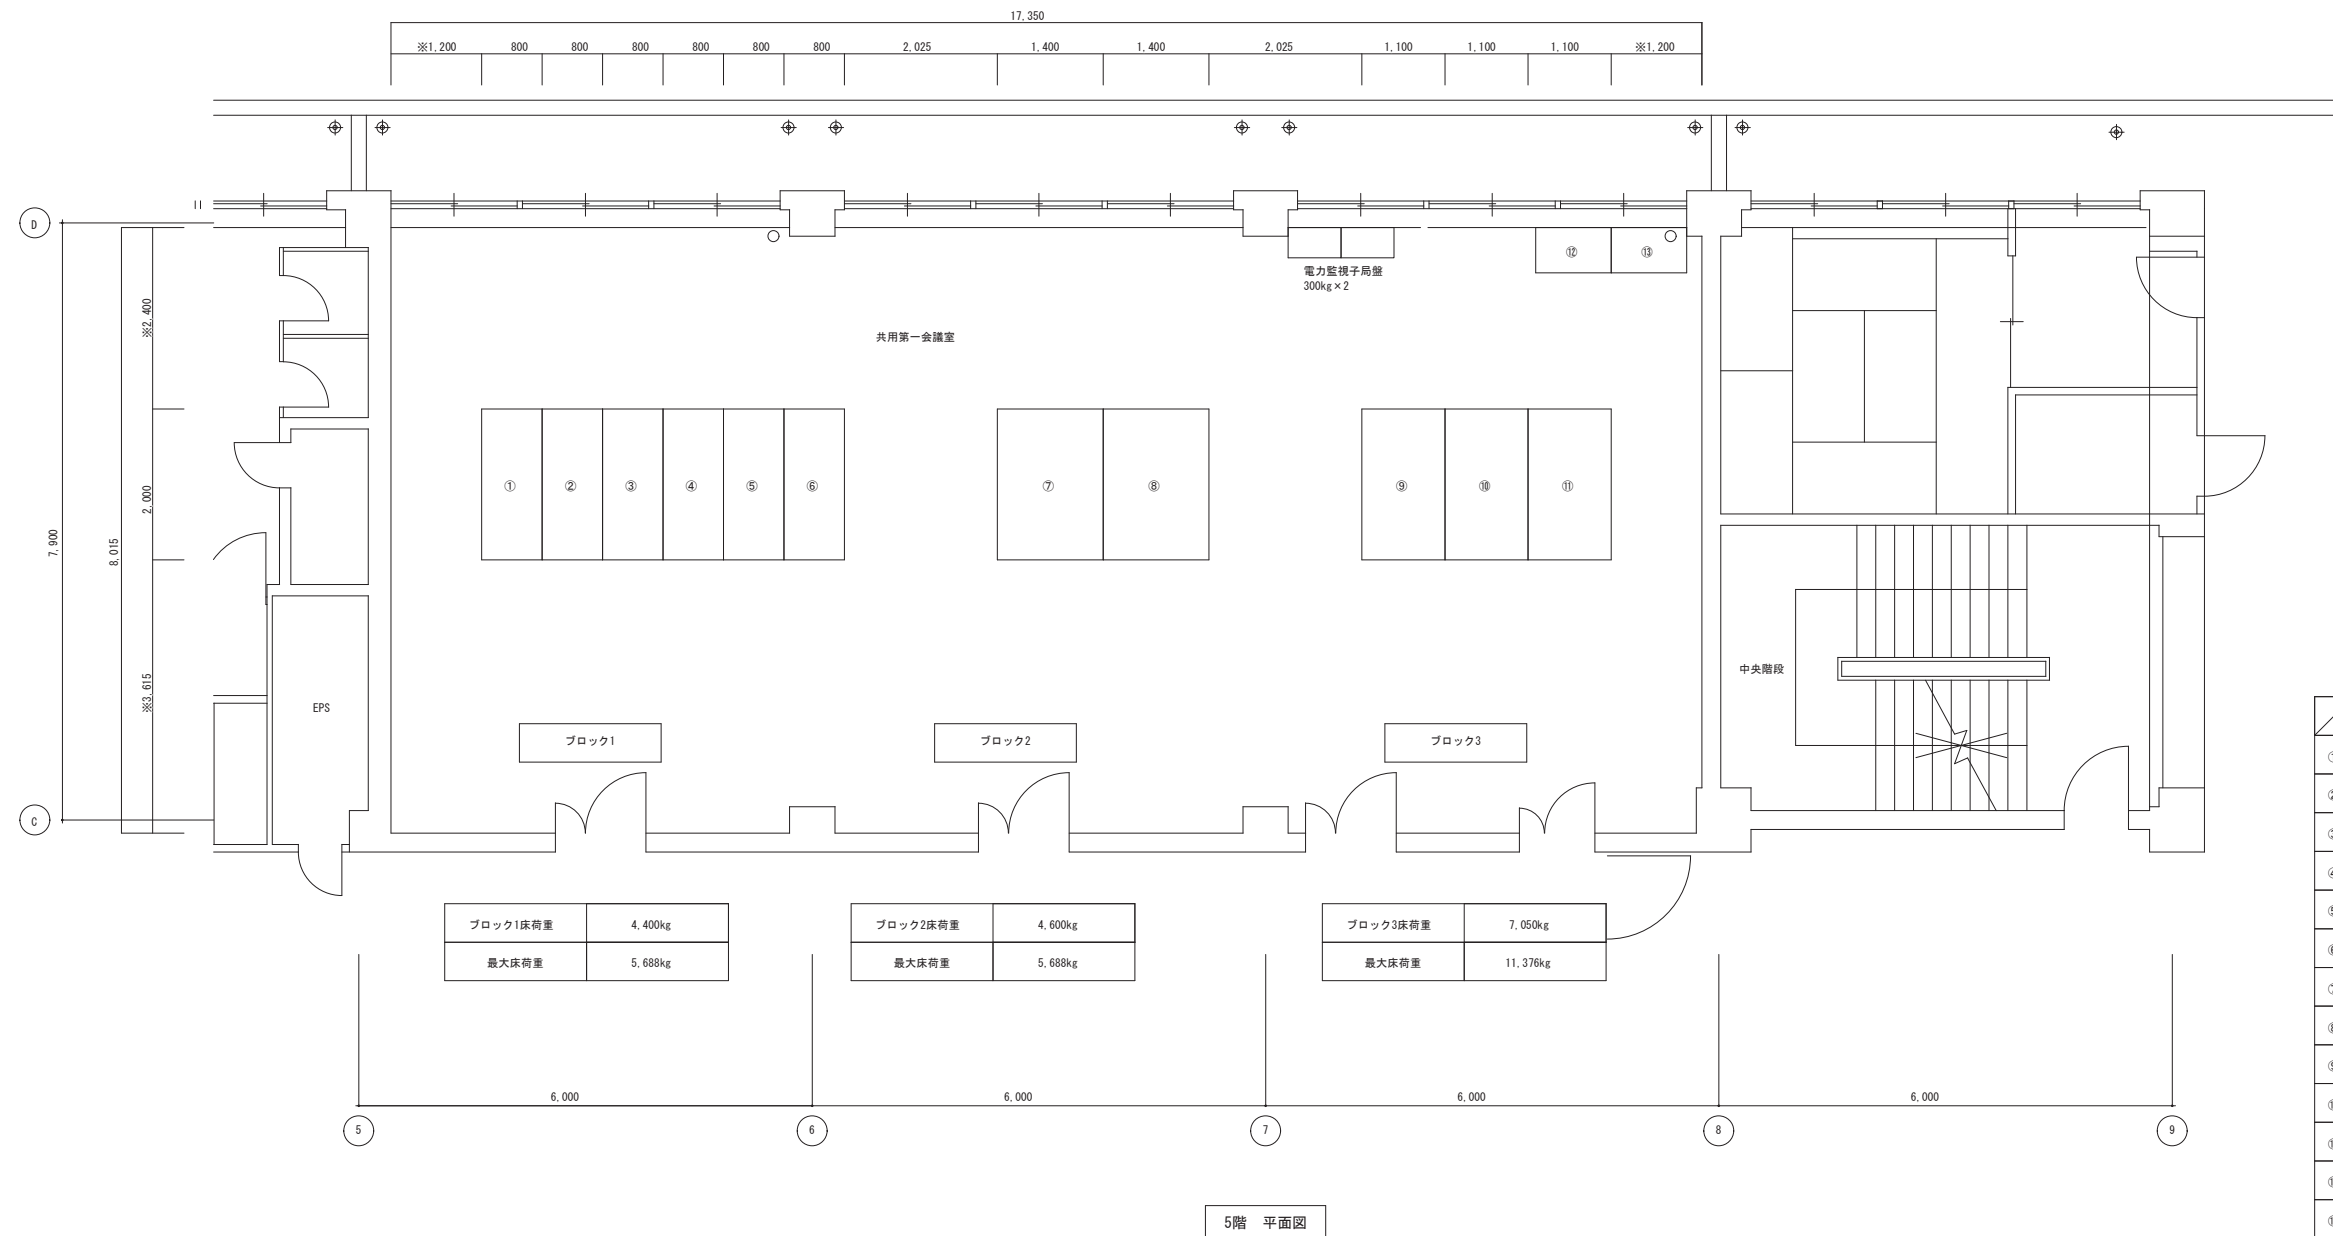 17,350
※1,200 800 800 800 800 800 800 2,025 1,400 1,400 2,025 1,100 1,100 1,100 ※1,200
D
⑫ ⑬
電力監視子局盤
300kg×2
※2,400
共用第一会議室
① ② ③ ④ ⑤ ⑥ ⑦ ⑧ ⑨ ⑩ ⑪
2,000
7,900
8,015
中央階段
※3,615
EPS
ブロック1 ブロック2 ブロック3
C
ブロック1床荷重 4,400kg
最大床荷重 5,688kg
ブロック2床荷重 4,600kg
最大床荷重 5,688kg
ブロック3床荷重 7,050kg
最大床荷重 11,376kg
6,000 6,000 6,000 6,000
5 6 7 8 9
5階 平面図